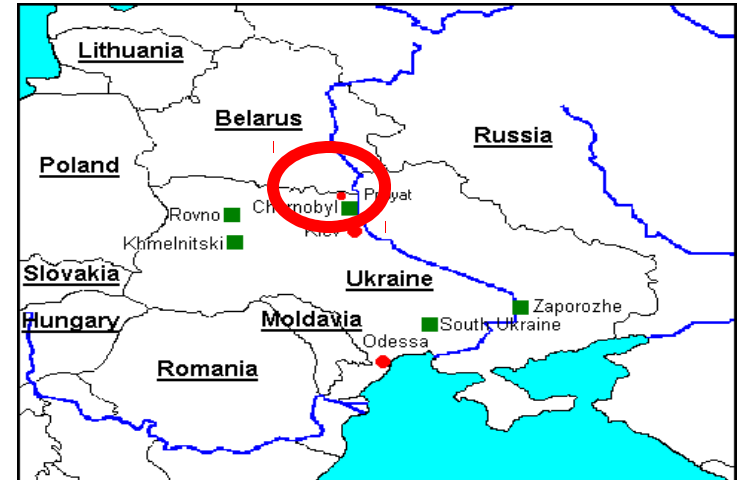 Lithuania
Belarus
Russia
Poland
Pripyat
Chernobyl
Rovno
Kiev
Khmelnitski
Slovakia
Ukraine
Zaporozhe
Hungary
Moldavia
South Ukraine
Odessa
Romania